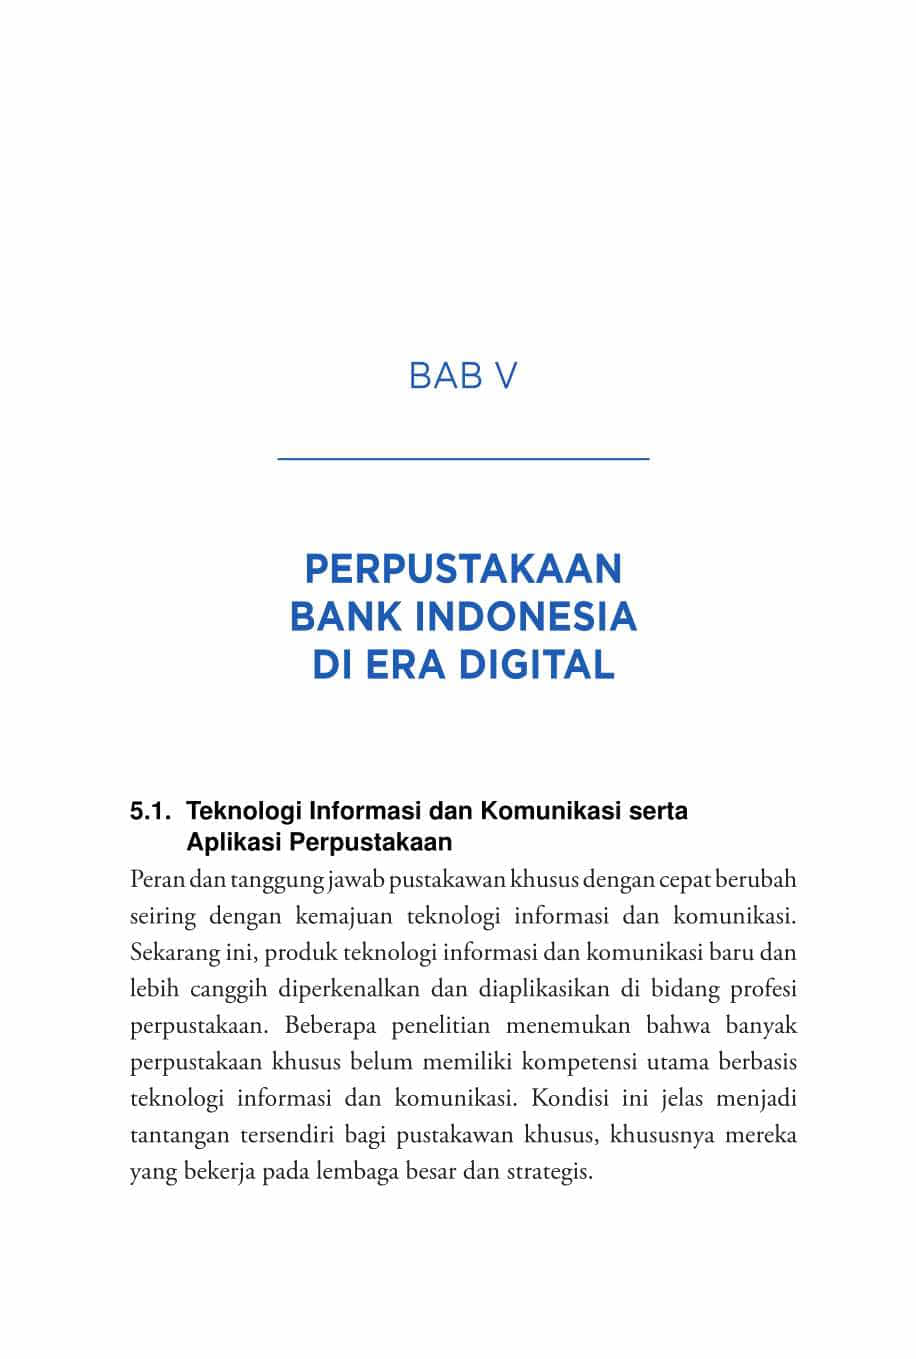 BAB V
PERPUSTAKAAN
BANK INDONESIA
DI ERA DIGITAL
5.1. Teknologi Informasi dan Komunikasi serta
Aplikasi Perpustakaan
Peran dan tanggung jawab pustakawan khusus dengan cepat berubah
seiring dengan kemajuan teknologi informasi dan komunikasi.
Sekarang ini, produk teknologi informasi dan komunikasi baru dan
lebih canggih diperkenalkan dan diaplikasikan di bidang profesi
perpustakaan. Beberapa penelitian menemukan bahwa banyak
perpustakaan khusus belum memiliki kompetensi utama berbasis
teknologi informasi dan komunikasi. Kondisi ini jelas menjadi
tantangan tersendiri bagi pustakawan khusus, khususnya mereka
yang bekerja pada lembaga besar dan strategis.